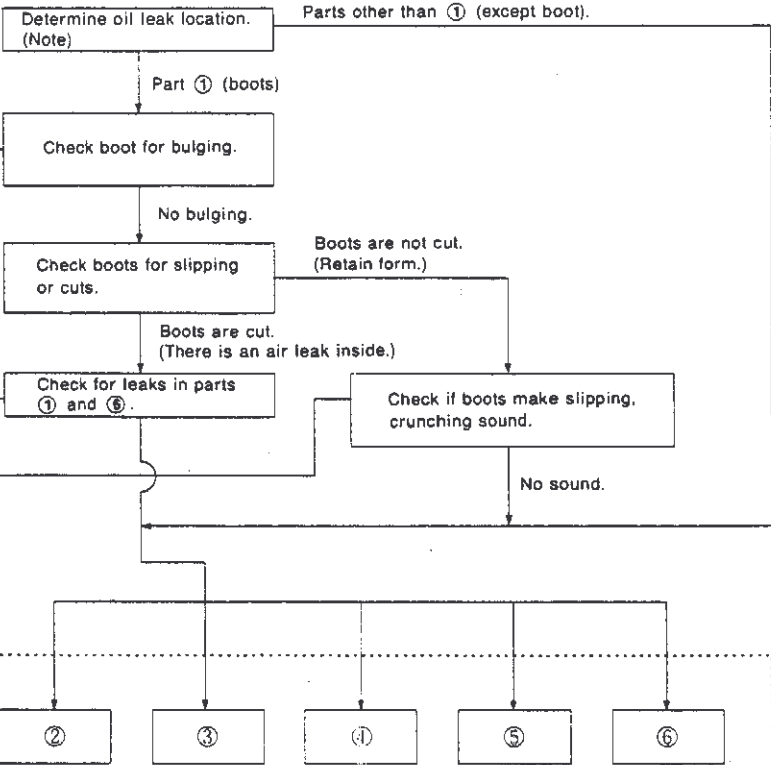 Determine oil leak location.
(Note)
Parts other than ① (except boot).
Part ① (boots)
Check boot for bulging.
No bulging.
Check boots for slipping
or cuts.
Boots are not cut.
(Retain form.)
Boots are cut.
(There is an air leak inside.)
Check for leaks in parts
① and ⑥.
Check if boots make slipping,
crunching sound.
No sound.
② ③ ④ ⑤ ⑥